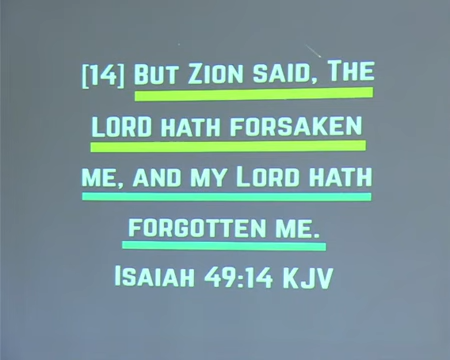 [14] But Zion said, The
LORD hath forsaken
me, and my Lord hath
forgotten me.
Isaiah 49:14 KJV